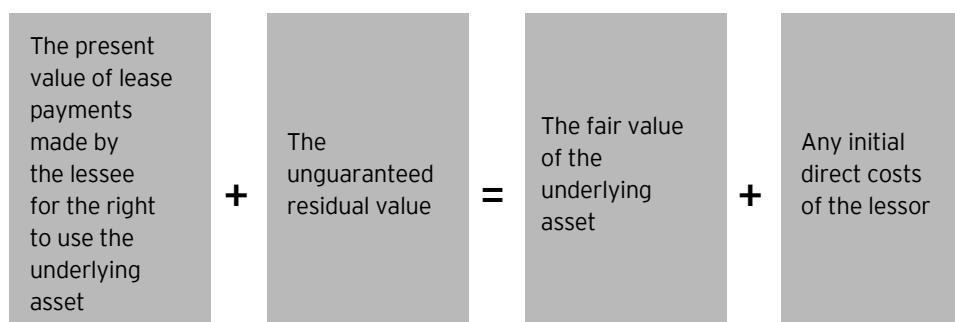 The present
value of lease
payments
made by
the lessee
for the right
to use the
underlying
asset
+
The
unguaranteed
residual value
=
The fair value
of the
underlying
asset
+
Any initial
direct costs
of the lessor